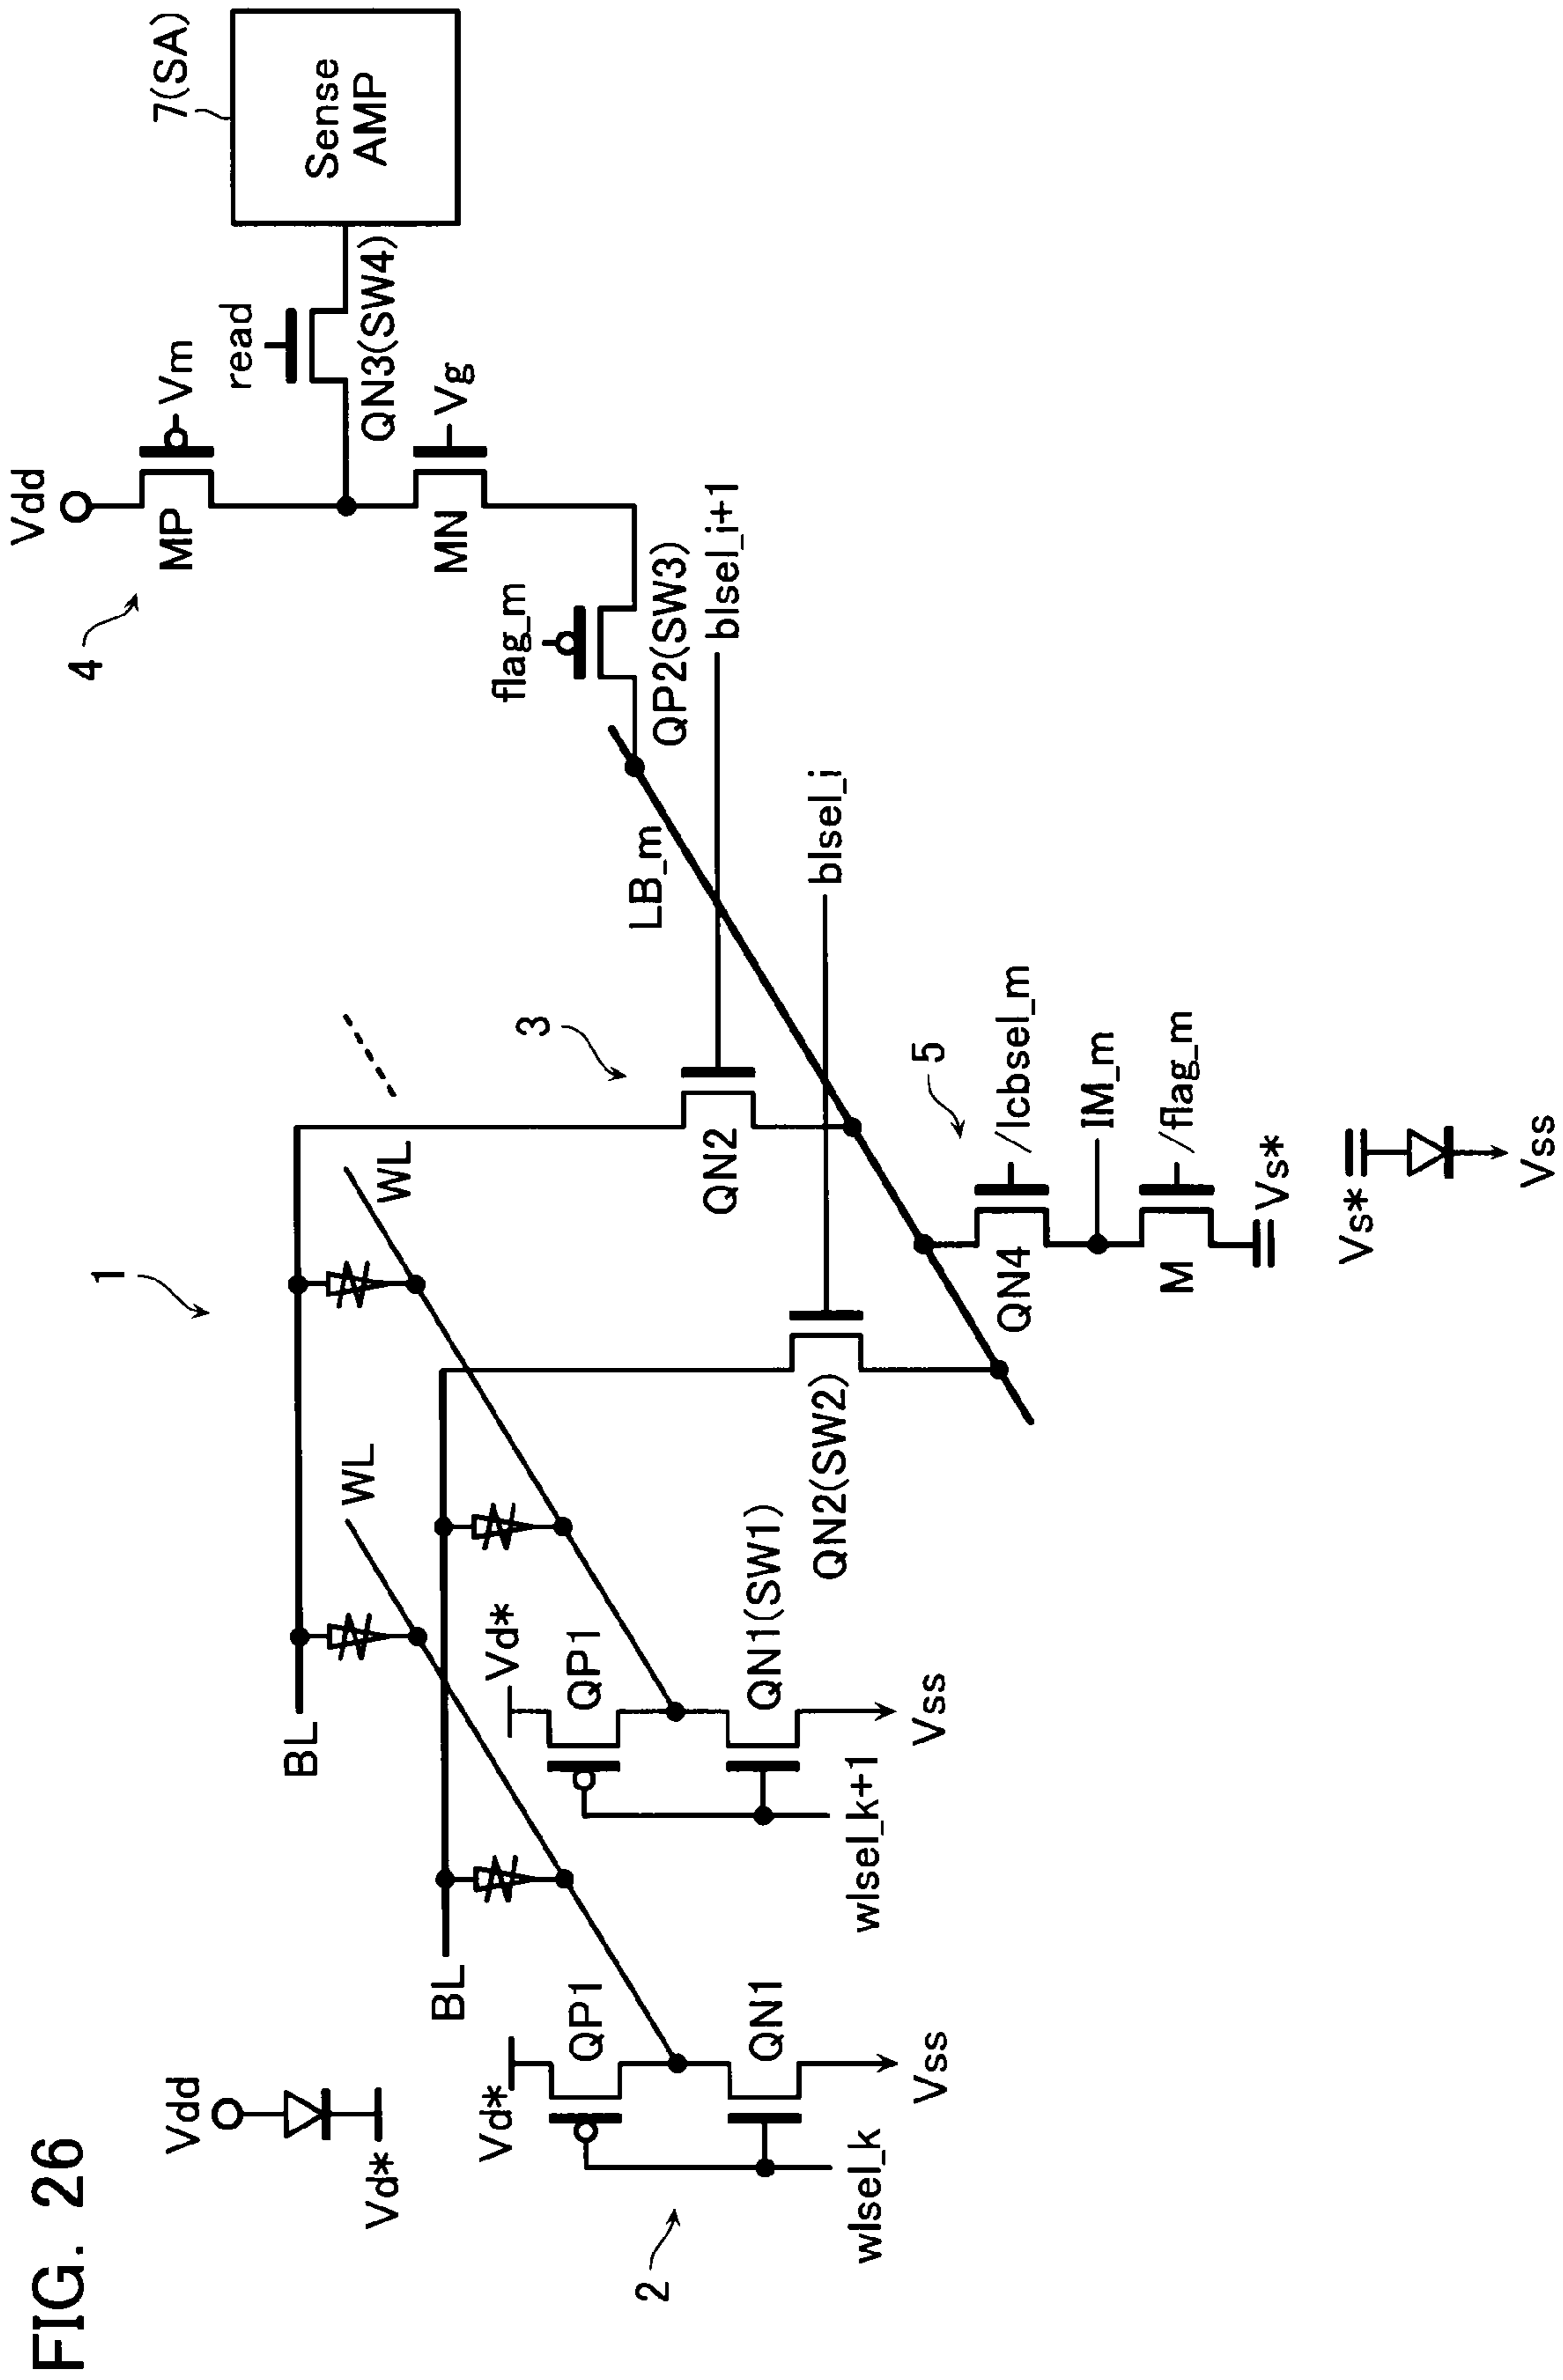 FIG. 26
Vdd
Vd*
1
BL
BL
WL
WL
Vd*
QP1
QN1
Vss
wlsel_k
2
Vd*
QP1
QN1(SW1)
Vss
wlsel_k+1
3
QN2
QN2(SW2)
LB_m
blsel_i+1
blsel_i
5
/lcbsel_m
QN4
IM_m
/flag_m
M
Vs*
Vs*
Vss
4
Vdd
Vm
MP
MN
Vg
flag_m
QP2(SW3)
read
QN3(SW4)
7(SA)
Sense
AMP